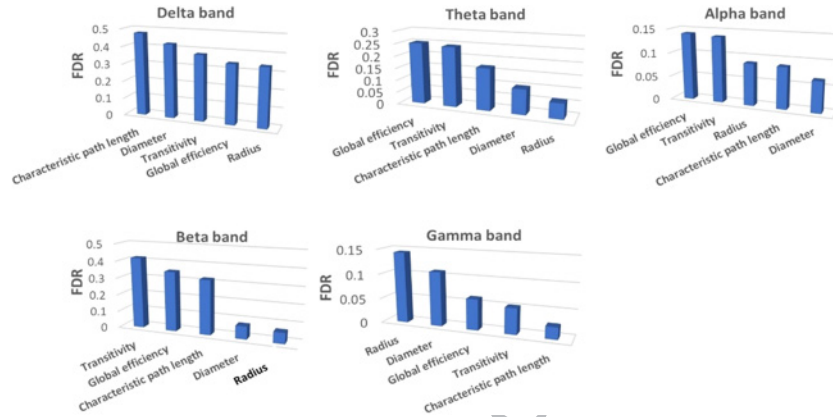 Delta band
0.5
0.4
0.3
0.2
0.1
0
FDR
Characteristic path length
Diameter
Transitivity
Global efficiency
Radius
Theta band
0.3
0.25
0.2
0.15
0.1
0.05
0
FDR
Global efficiency
Transitivity
Characteristic path length
Diameter
Radius
Alpha band
0.15
0.1
0.05
0
FDR
Global efficiency
Transitivity
Radius
Characteristic path length
Diameter
Beta band
0.5
0.4
0.3
0.2
0.1
0
FDR
Transitivity
Global efficiency
Characteristic path length
Diameter
Radius
Gamma band
0.15
0.1
0.05
0
FDR
Radius
Diameter
Global efficiency
Transitivity
Characteristic path length